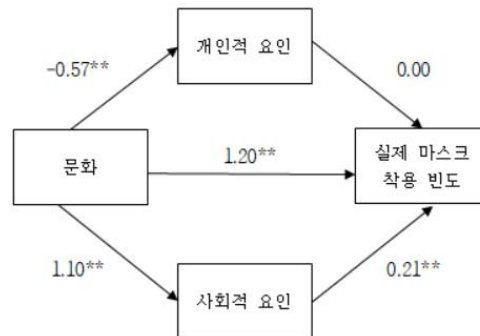 개인적 요인
-0.57**
0.00
문화
1.20**
실제 마스크
착용 빈도
1.10**
0.21**
사회적 요인